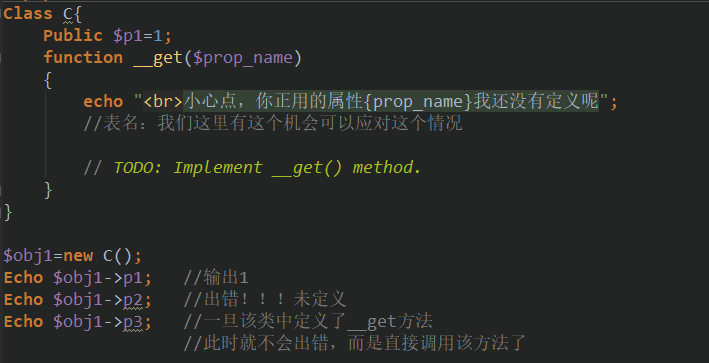 Class C{
Public $p1=1;
function __get($prop_name)
{
echo "<br>小心点，你正用的属性{prop_name}我还没有定义呢";
//表名：我们这里有这个机会可以应对这个情况
// TODO: Implement __get() method.
}
}
$obj1=new C();
Echo $obj1->p1; //输出1
Echo $obj1->p2; //出错！！！未定义
Echo $obj1->p3; //一旦该类中定义了__get方法
//此时就不会出错，而是直接调用该方法了